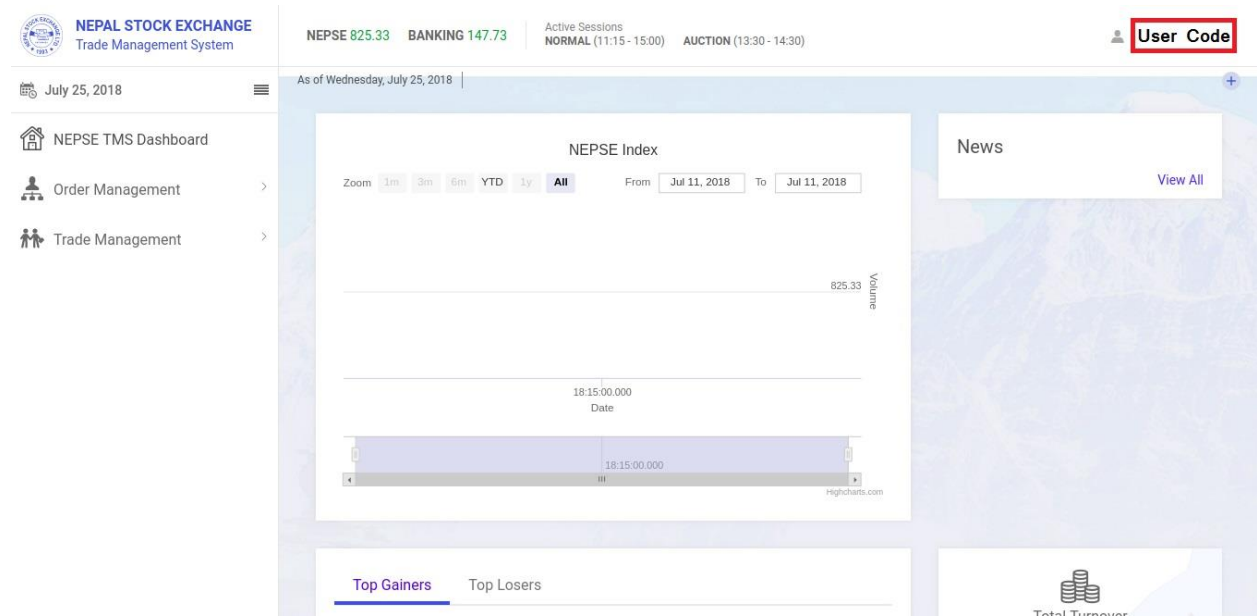 NEPAL STOCK EXCHANGE
Trade Management System
NEPSE 825.33 BANKING 147.73
Active Sessions
NORMAL (11:15 - 15:00) AUCTION (13:30 - 14:30)
User Code
July 25, 2018
As of Wednesday, July 25, 2018
NEPSE TMS Dashboard
Order Management
Trade Management
NEPSE Index
Zoom 1m 3m 6m YTD 1y All From Jul 11, 2018 To Jul 11, 2018
825.33
Volume
18:15:00.000
Date
18:15:00.000
Highcharts.com
News
View All
Top Gainers Top Losers
Total Turnover